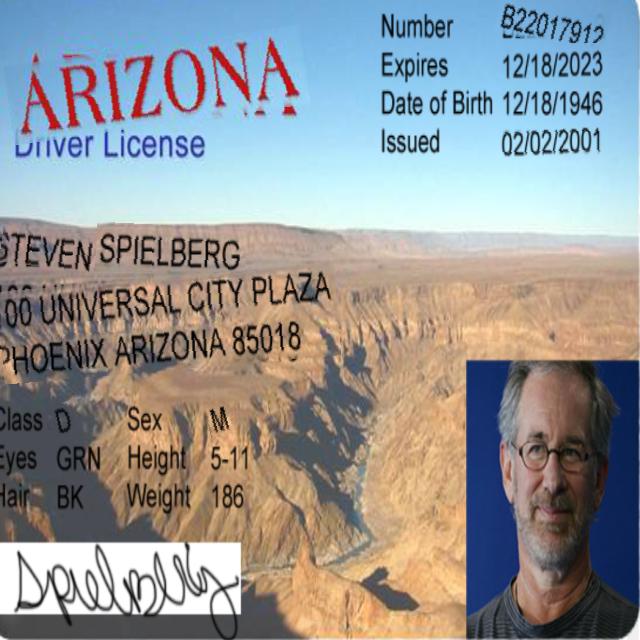 ARIZONA
Driver License
Number B22017912
Expires 12/18/2023
Date of Birth 12/18/1946
Issued 02/02/2001
STEVEN SPIELBERG
100 UNIVERSAL CITY PLAZA
PHOENIX ARIZONA 85018
Class D Sex M
Eyes GRN Height 5-11
Hair BK Weight 186
Spielberg